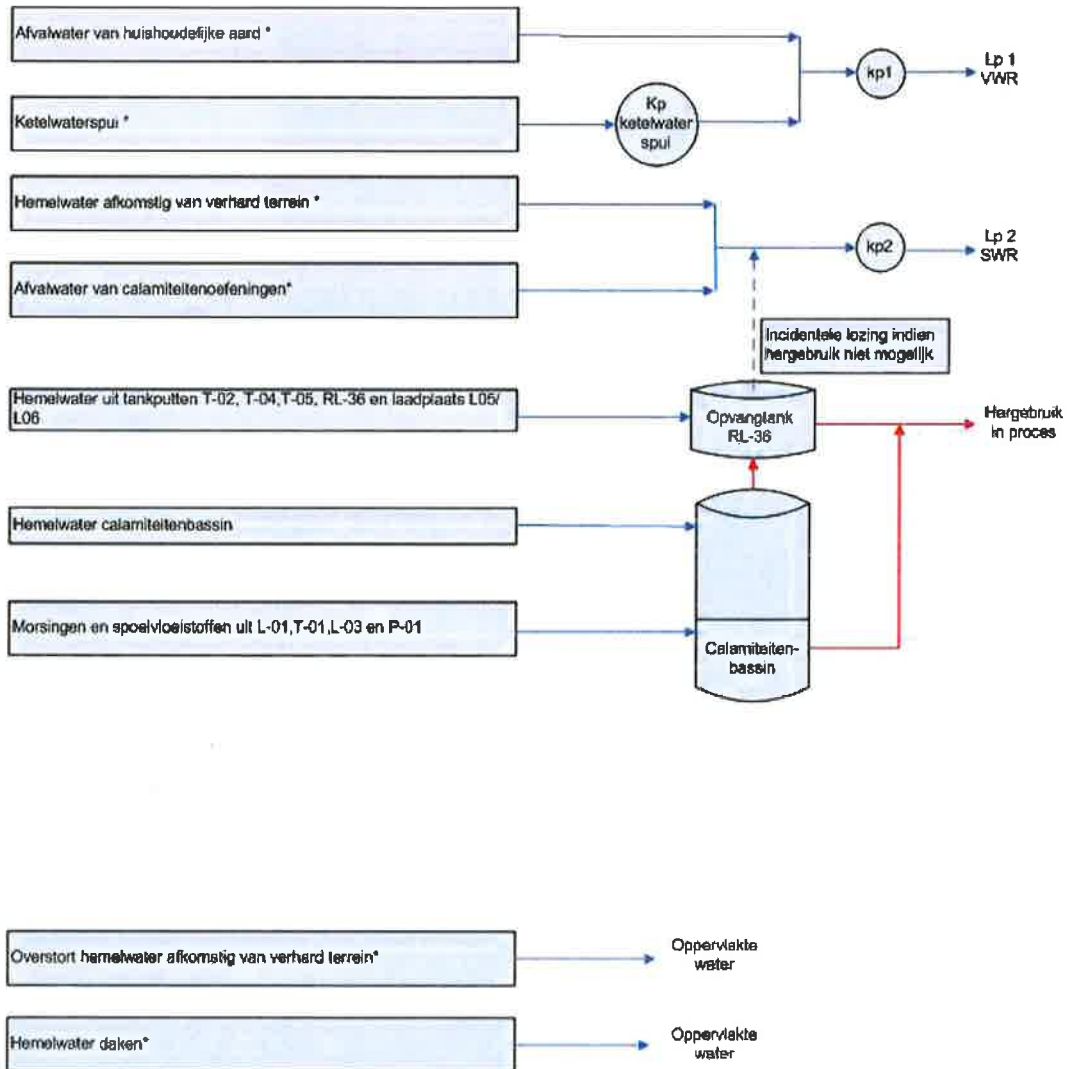 Afvalwater van huishoudelijke aard *
Lp 1
VWR
kp1
Kp
ketelwater
spui
Ketelwaterspui *
Hemelwater afkomstig van verhard terrein *
Lp 2
SWR
kp2
Afvalwater van calamiteitenoefeningen*
Incidentele lozing indien
hergebruik niet mogelijk
Hemelwater uit tankputten T-02, T-04,T-05, RL-36 en laadplaats L05/
L06
Opvangtank
RL-36
Hergebruik
in proces
Hemelwater calamiteitenbassin
Morsingen en spoelvloeistoffen uit L-01,T-01,L-03 en P-01
Calamiteiten-
bassin
Overstort hemelwater afkomstig van verhard terrein*
Oppervlakte
water
Hemelwater daken*
Oppervlakte
water